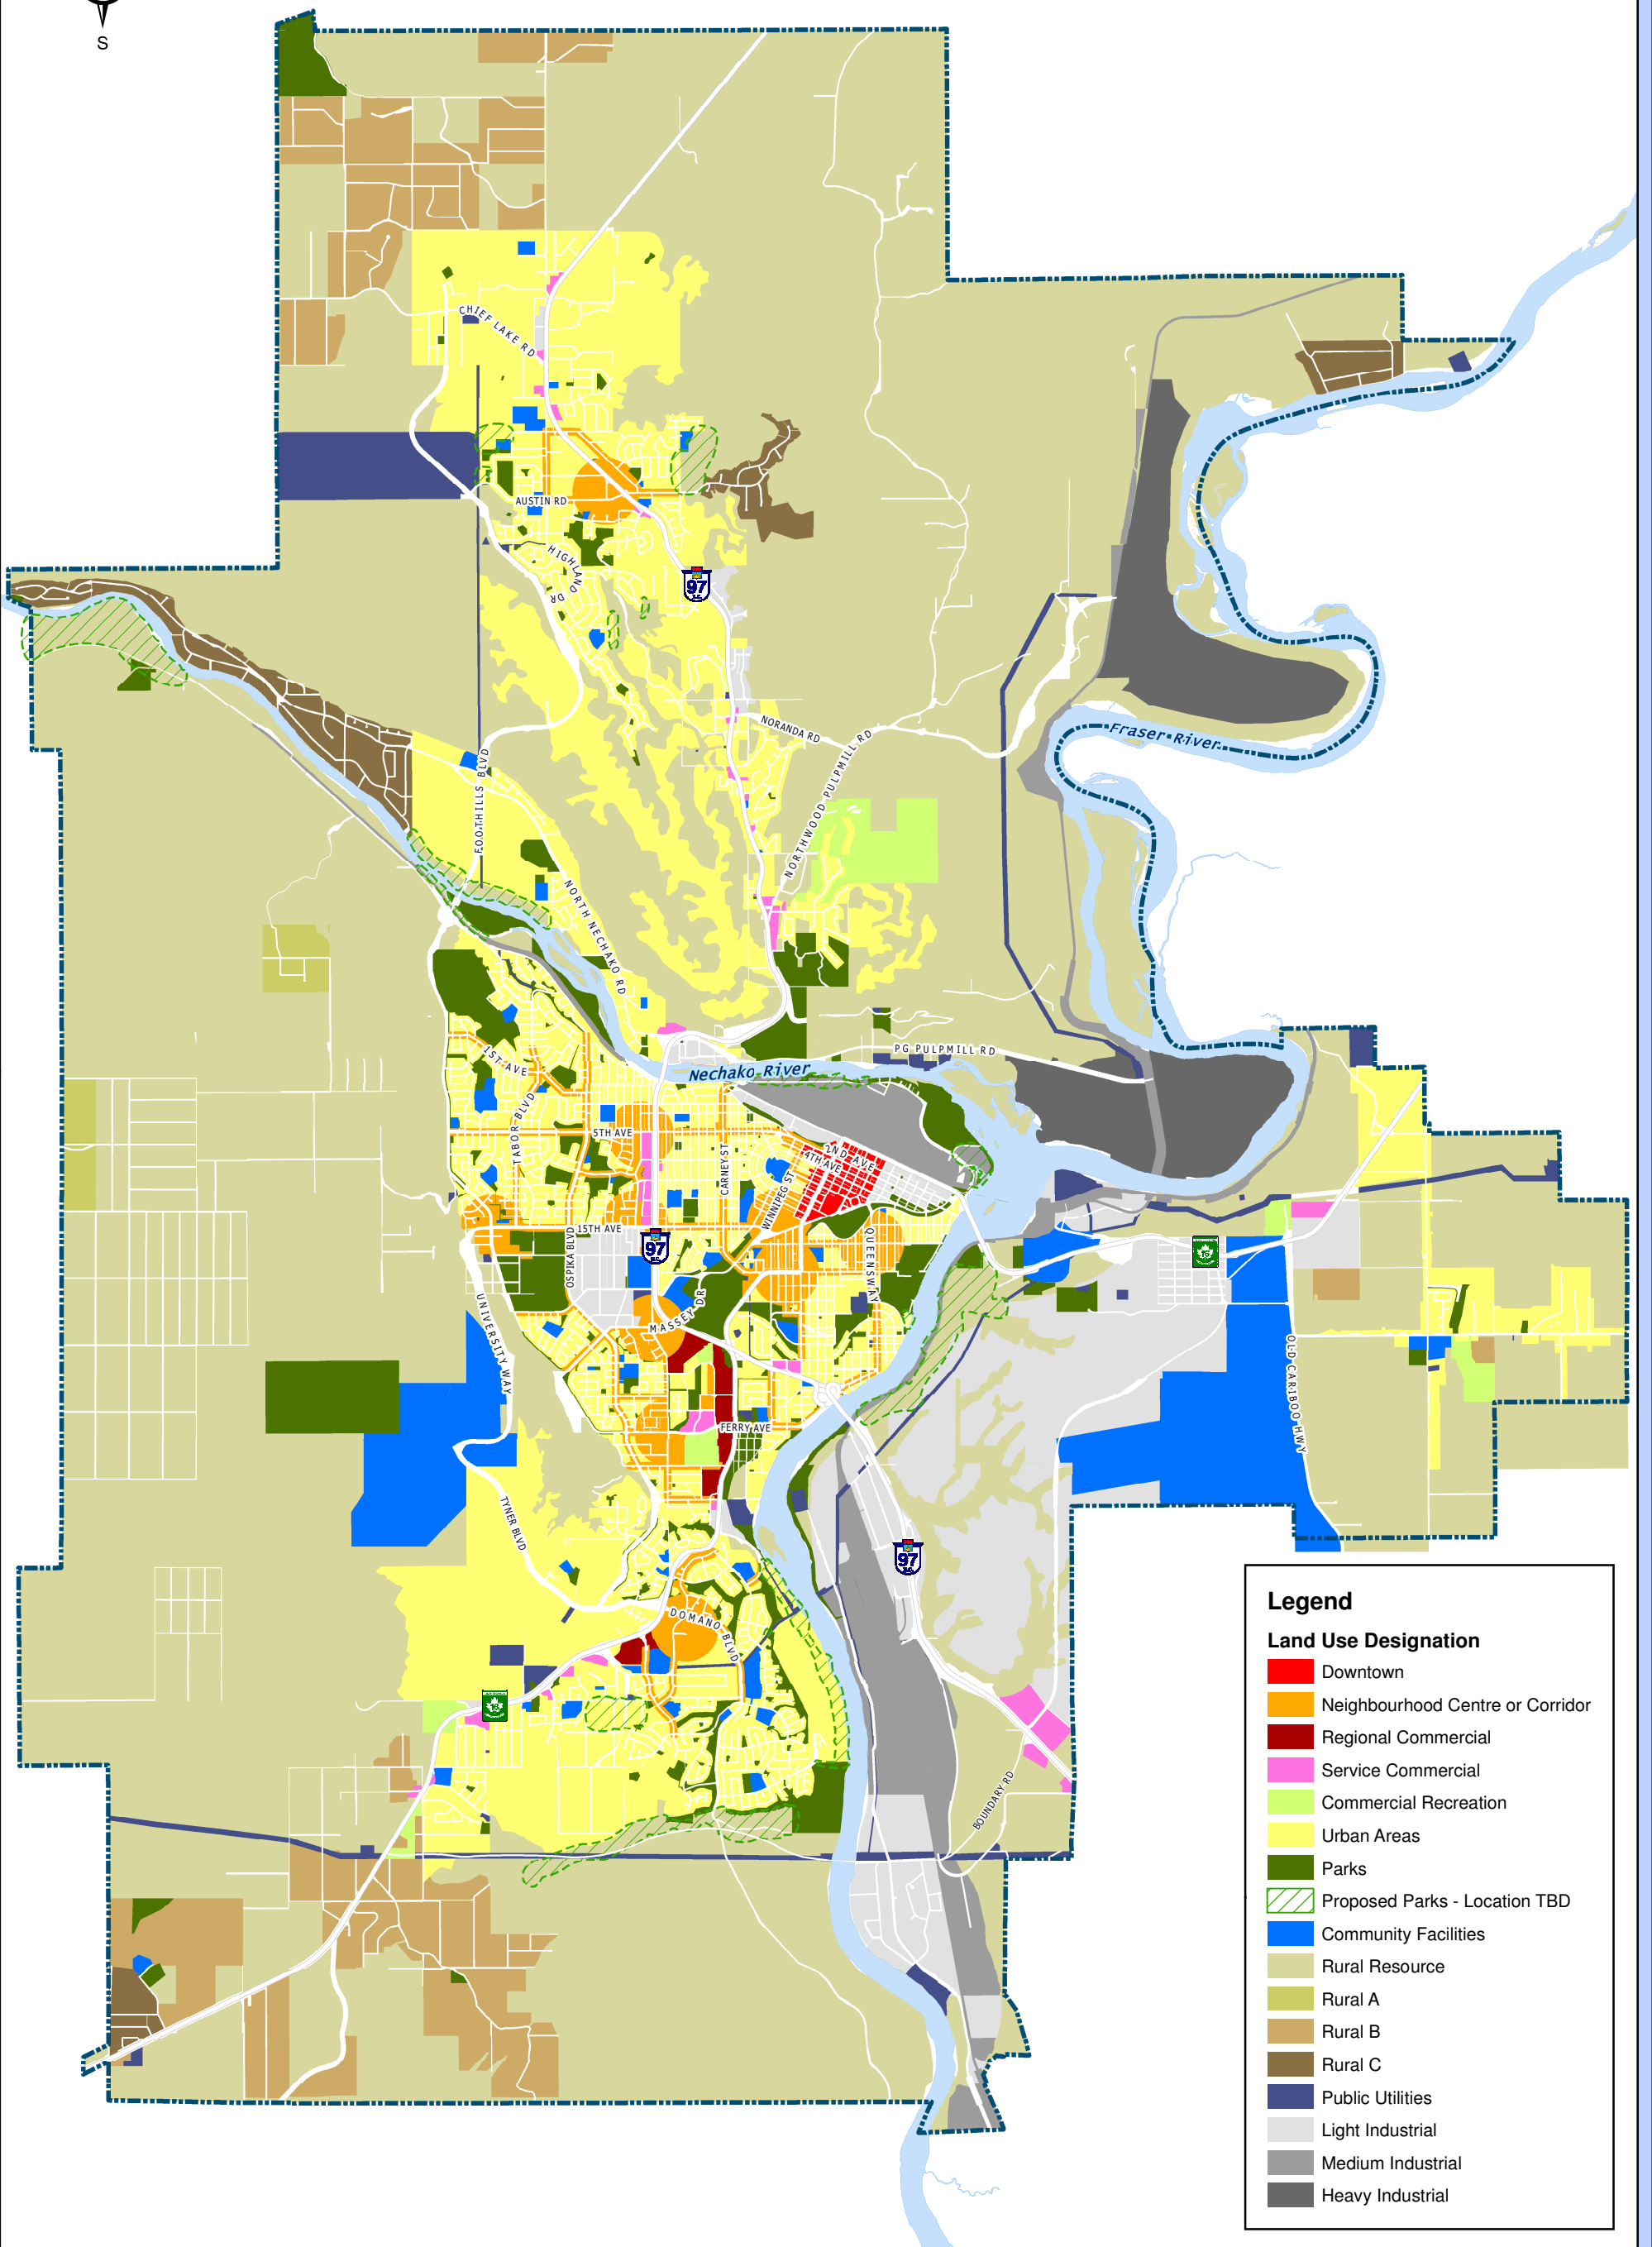 S
CHIEF LAKE RD
AUSTIN RD
HIGHLAND DR
97
NORANDA RD
Fraser River
NORTHWOOD PULPMILL RD
FOOTHILLS BLVD
NORTH NECHAKO RD
PG PULPMILL RD
Nechako River
1ST AVE
TABOR BLVD
5TH AVE
CARNEY ST
2ND AVE
4TH AVE
WINNIPEG ST
15TH AVE
OSPIKA BLVD
97
QUEENSWAY
16
MASSEY DR
UNIVERSITY WAY
OLD CARIBOO HWY
FERRY AVE
TYNER BLVD
97
DOMANO BLVD
16
BOUNDARY RD
Legend
Land Use Designation
Downtown
Neighbourhood Centre or Corridor
Regional Commercial
Service Commercial
Commercial Recreation
Urban Areas
Parks
Proposed Parks - Location TBD
Community Facilities
Rural Resource
Rural A
Rural B
Rural C
Public Utilities
Light Industrial
Medium Industrial
Heavy Industrial